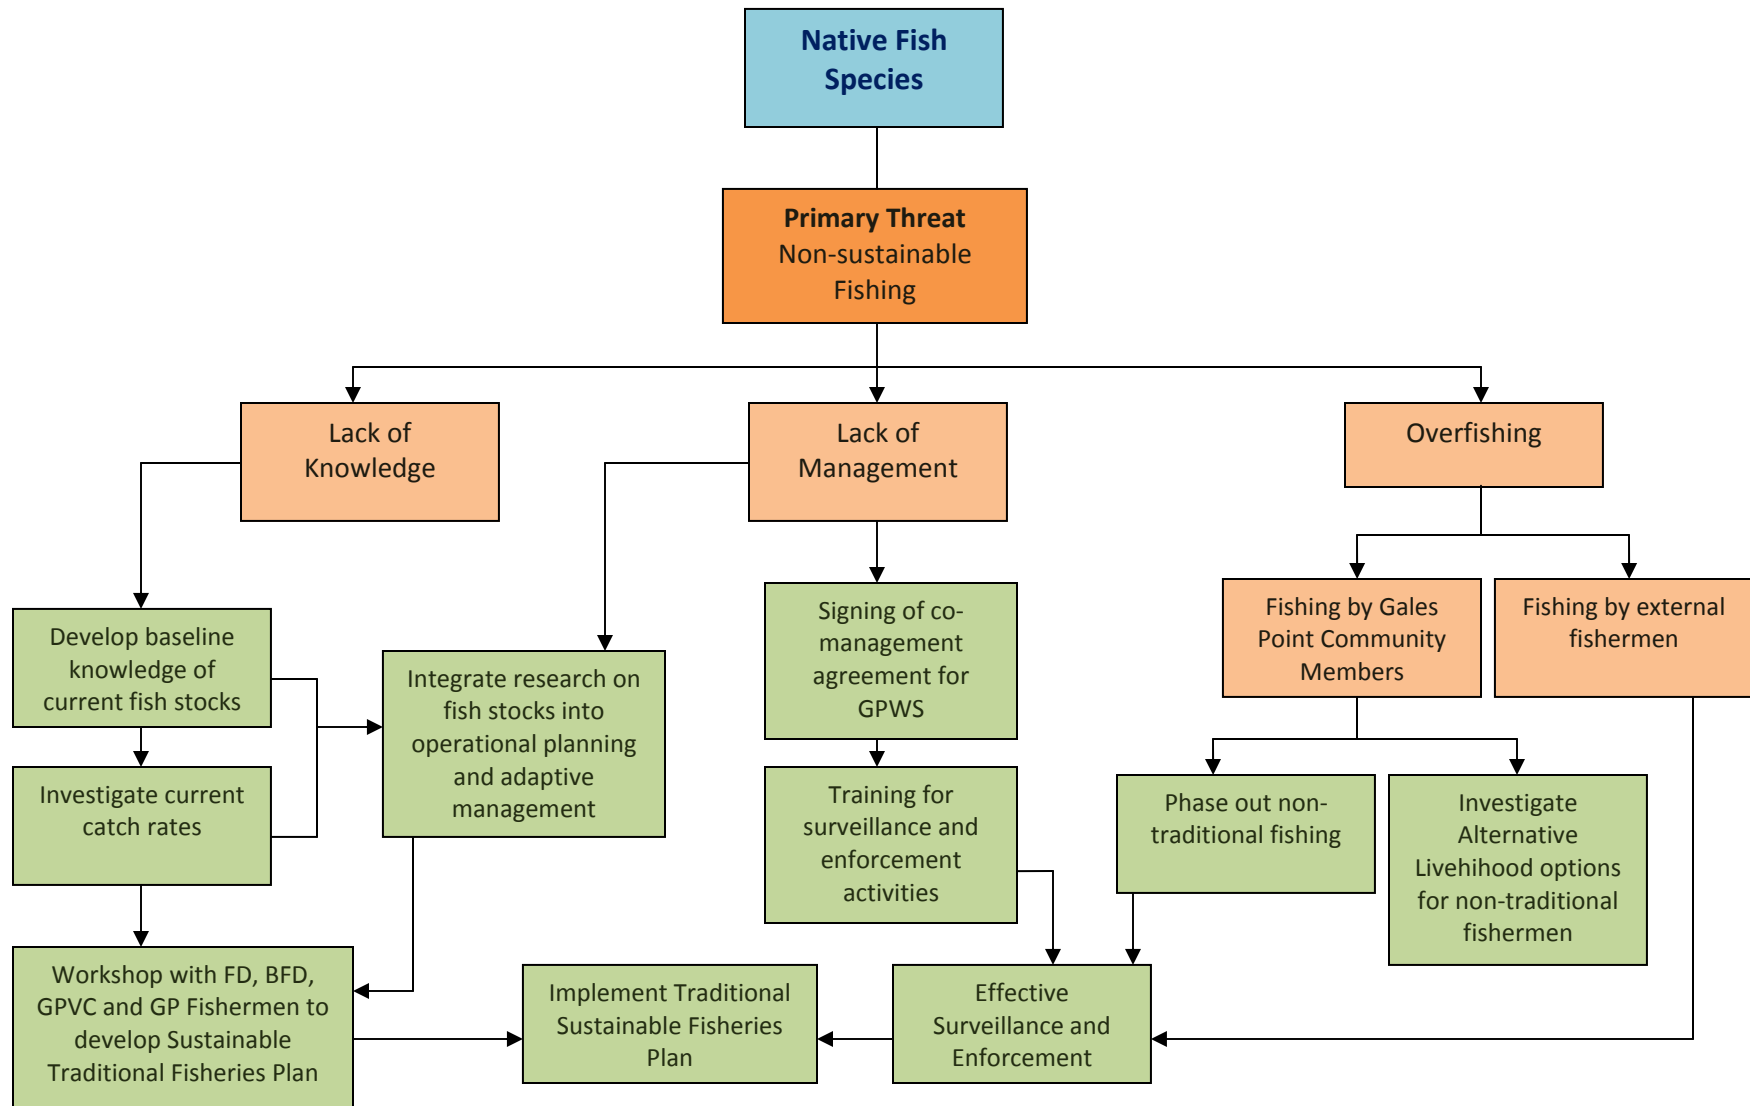 Native Fish
Species
Primary Threat
Non-sustainable
Fishing
Lack of
Knowledge
Lack of
Management
Overfishing
Develop baseline
knowledge of
current fish stocks
Investigate current
catch rates
Integrate research on
fish stocks into
operational planning
and adaptive
management
Signing of co-
management
agreement for
GPWS
Training for
surveillance and
enforcement
activities
Fishing by Gales
Point Community
Members
Fishing by external
fishermen
Phase out non-
traditional fishing
Investigate
Alternative
Livehihood options
for non-traditional
fishermen
Workshop with FD, BFD,
GPVC and GP Fishermen to
develop Sustainable
Traditional Fisheries Plan
Implement Traditional
Sustainable Fisheries
Plan
Effective
Surveillance and
Enforcement